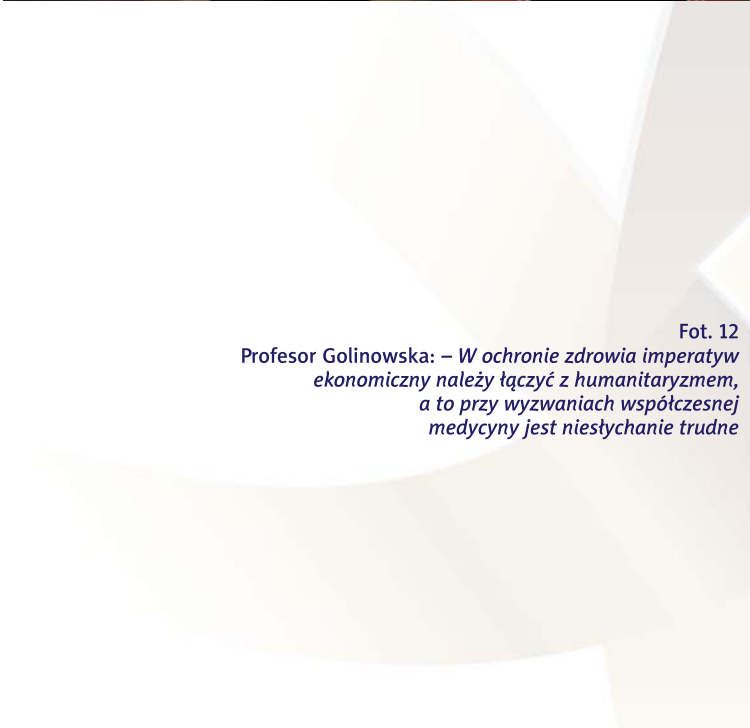 Fot. 12
Profesor Golinowska: – W ochronie zdrowia imperatyw
ekonomiczny należy łączyć z humanitaryzmem,
a to przy wyzwaniach współczesnej
medycyny jest niesłychanie trudne